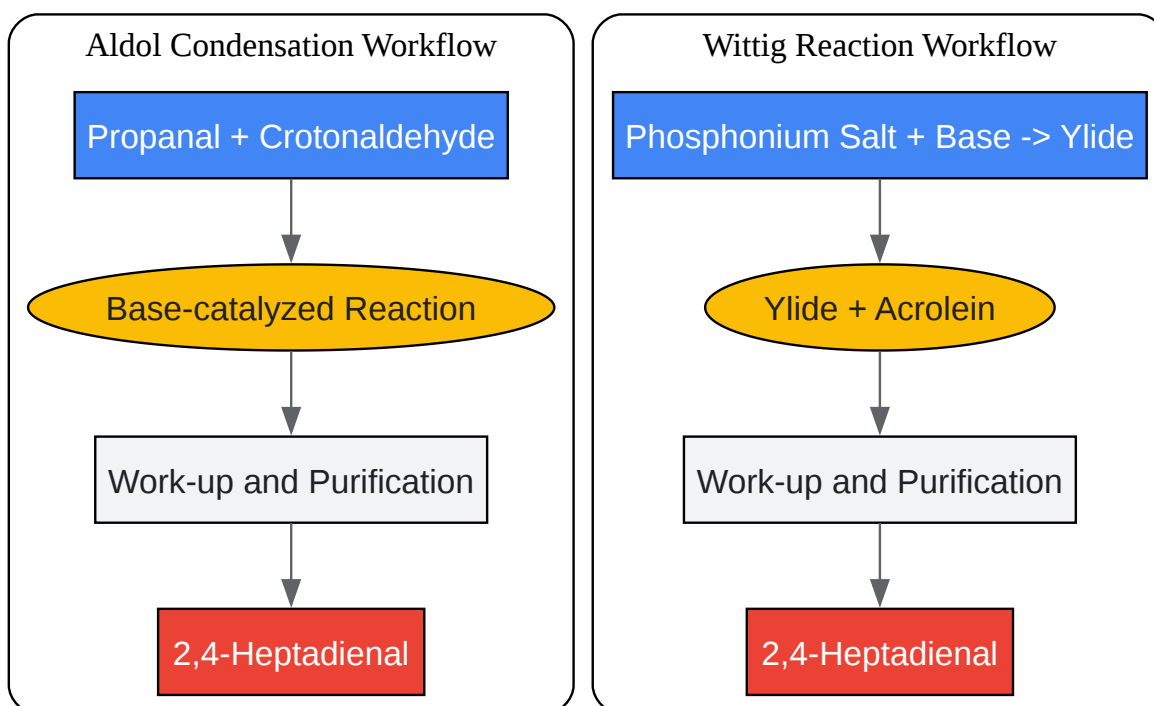 Aldol Condensation Workflow
Propanal + Crotonaldehyde
Base-catalyzed Reaction
Work-up and Purification
2,4-Heptadienal
Wittig Reaction Workflow
Phosphonium Salt + Base -> Ylide
Ylide + Acrolein
Work-up and Purification
2,4-Heptadienal